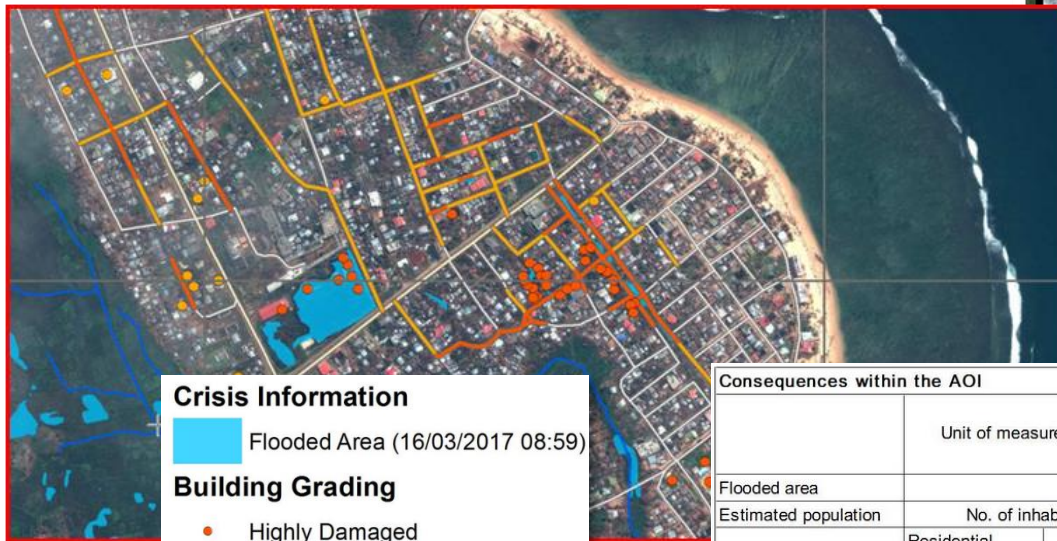 Crisis Information
Flooded Area (16/03/2017 08:59)
Building Grading
Highly Damaged
Consequences within the AOI
Unit of measure
Flooded area
Estimated population No. of
Residential